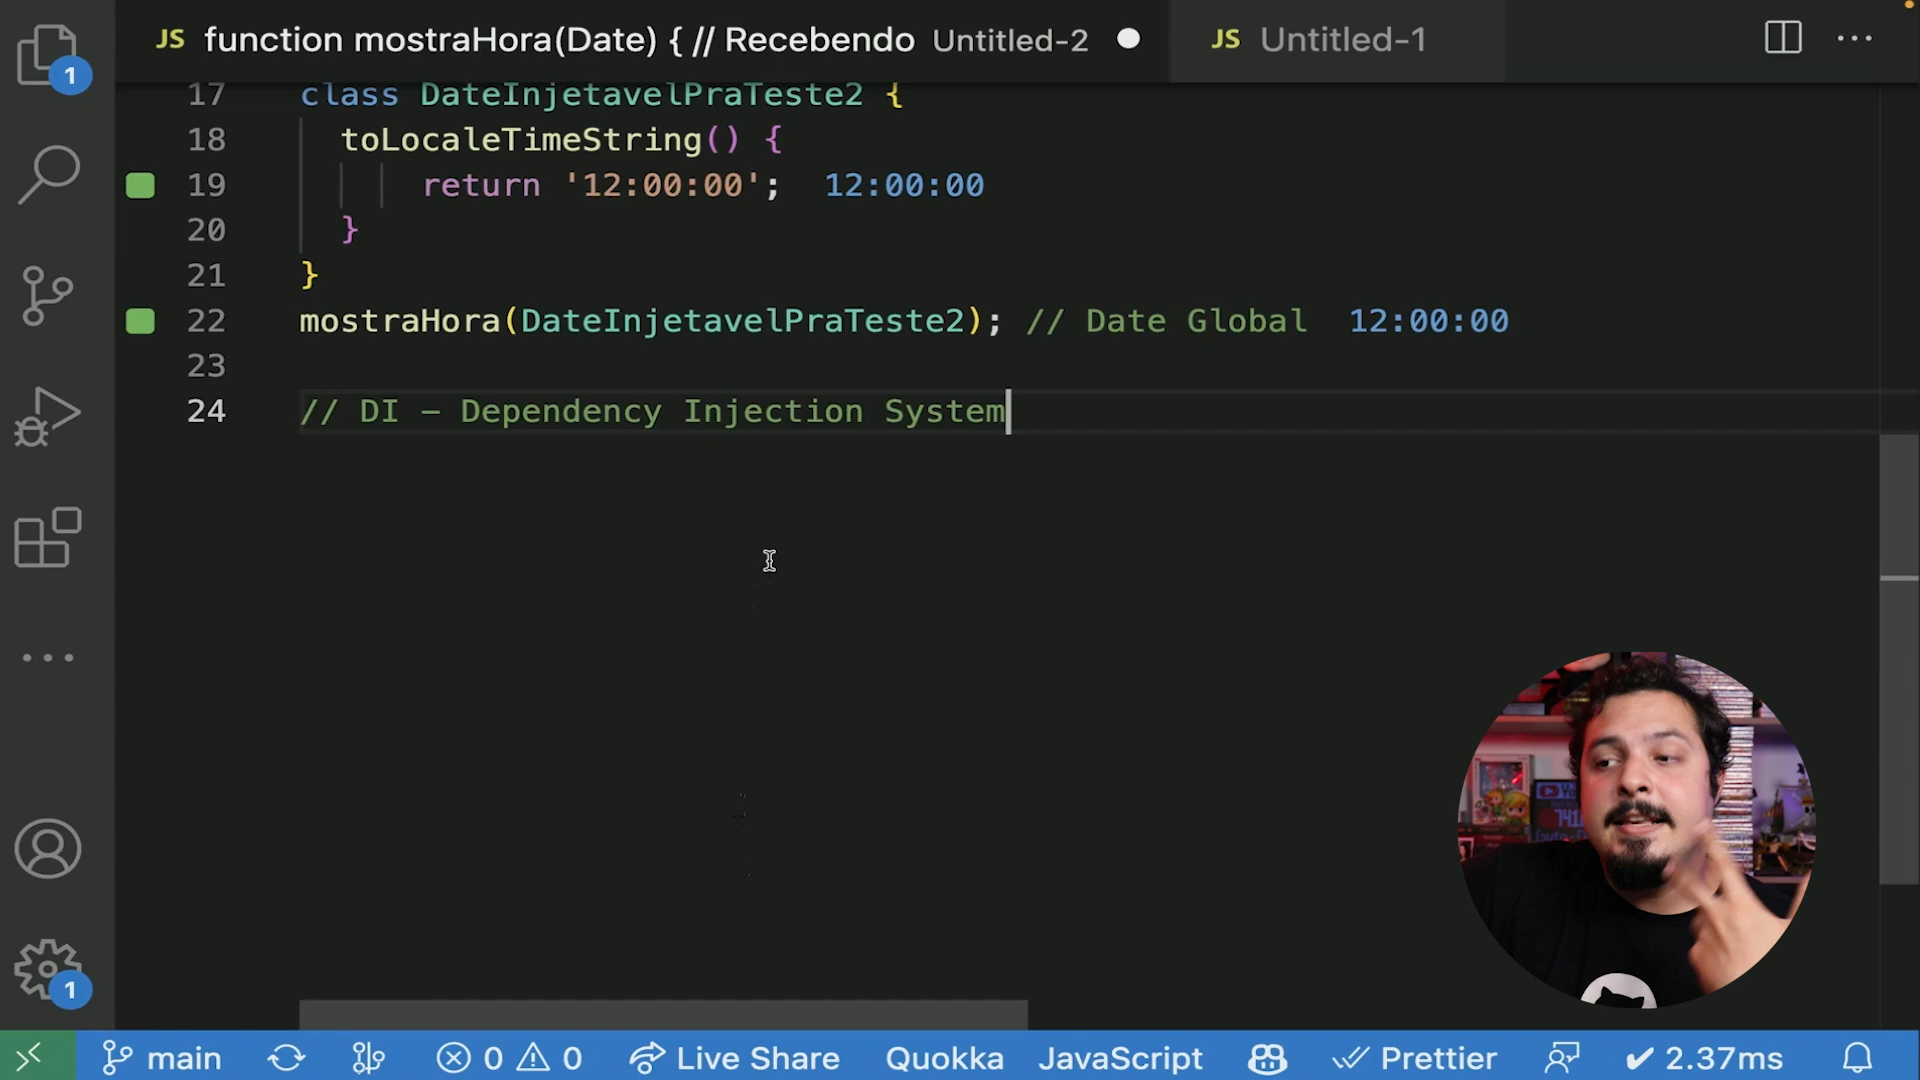 JS function mostraHora(Date) { // Recebendo Untitled-2
JS Untitled-1
17 class DateInjetavelPraTeste2 {
18 toLocaleTimeString() {
19 return '12:00:00'; 12:00:00
20 }
21 }
22 mostraHora(DateInjetavelPraTeste2); // Date Global 12:00:00
23
24 // DI – Dependency Injection System
1
1
main 0 0 Live Share Quokka JavaScript Prettier 2.37ms